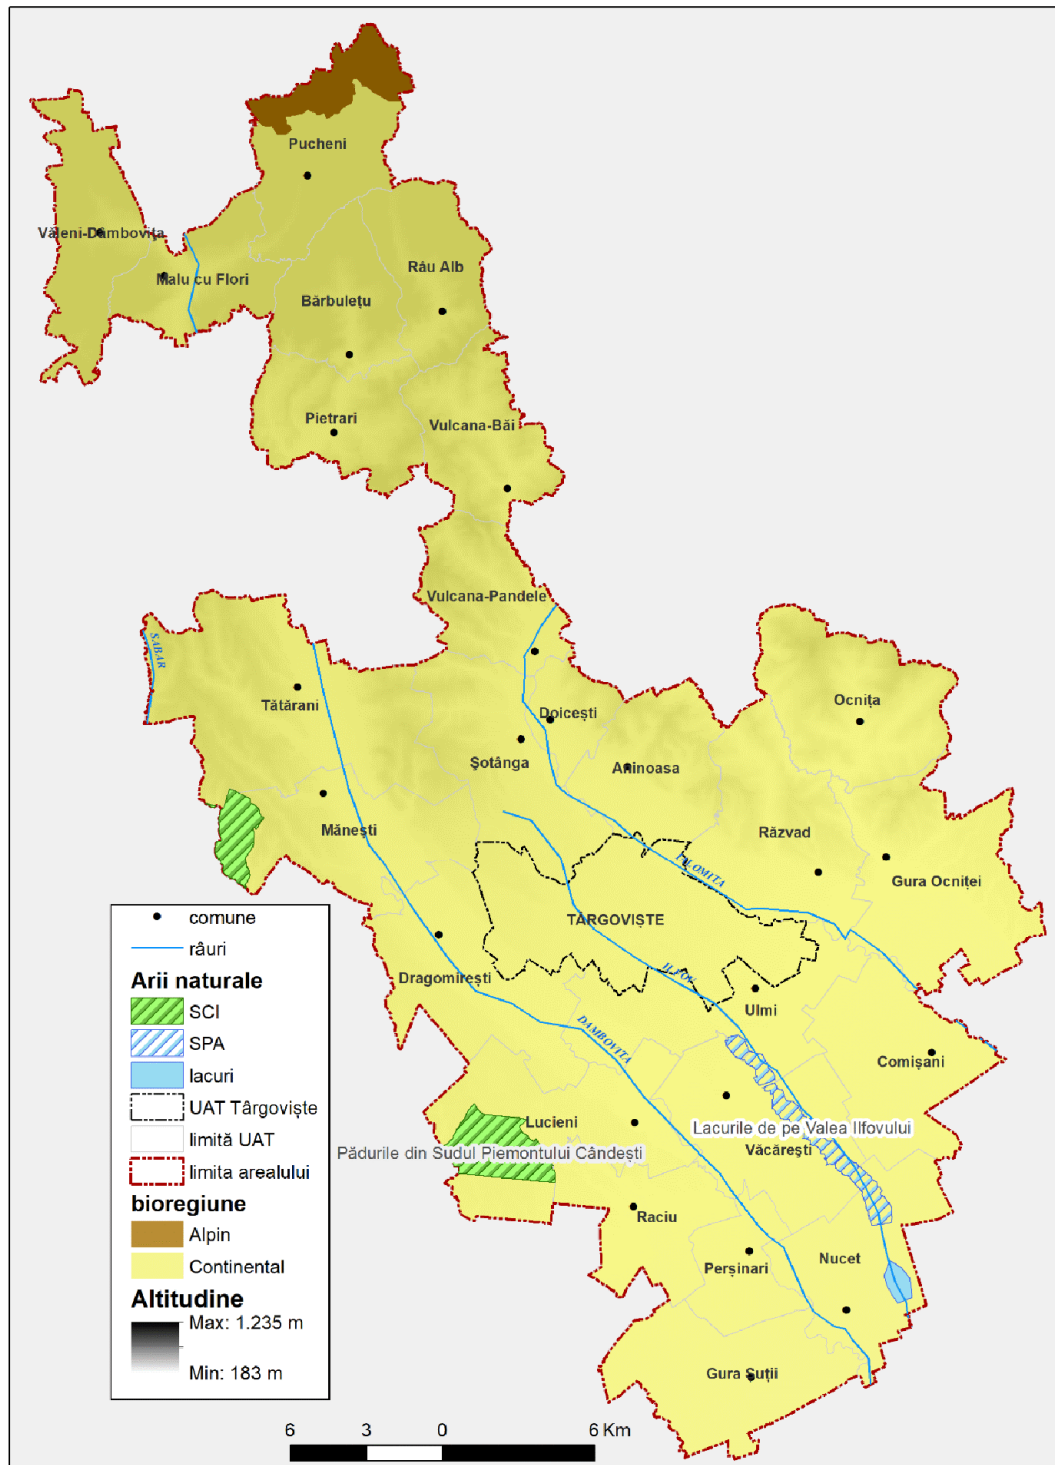 Pucheni
Văleni-Dâmbovița
Malu cu Flori
Râu Alb
Bărbulețu
Pietrari
Vulcana-Băi
Vulcana-Pandele
SABAR
Tătărani
Ocnița
Doicești
Șotânga
Aninoasa
Mănești
Răzvad
IALOMITA
Gura Ocniței
TÂRGOVIȘTE
Dragomirești
ILFOV
Ulmi
DAMBOVITA
Comișani
Lucieni
Lacurile de pe Valea Ilfovului
Pădurile din Sudul Piemontului Cândești
Văcărești
Raciu
Nucet
Perșinari
Gura Șuții
comune
râuri
Arii naturale
SCI
SPA
lacuri
UAT Târgoviște
limită UAT
limita arealului
bioregiune
Alpin
Continental
Altitudine
Max: 1.235 m
Min: 183 m
6 3 0 6 Km